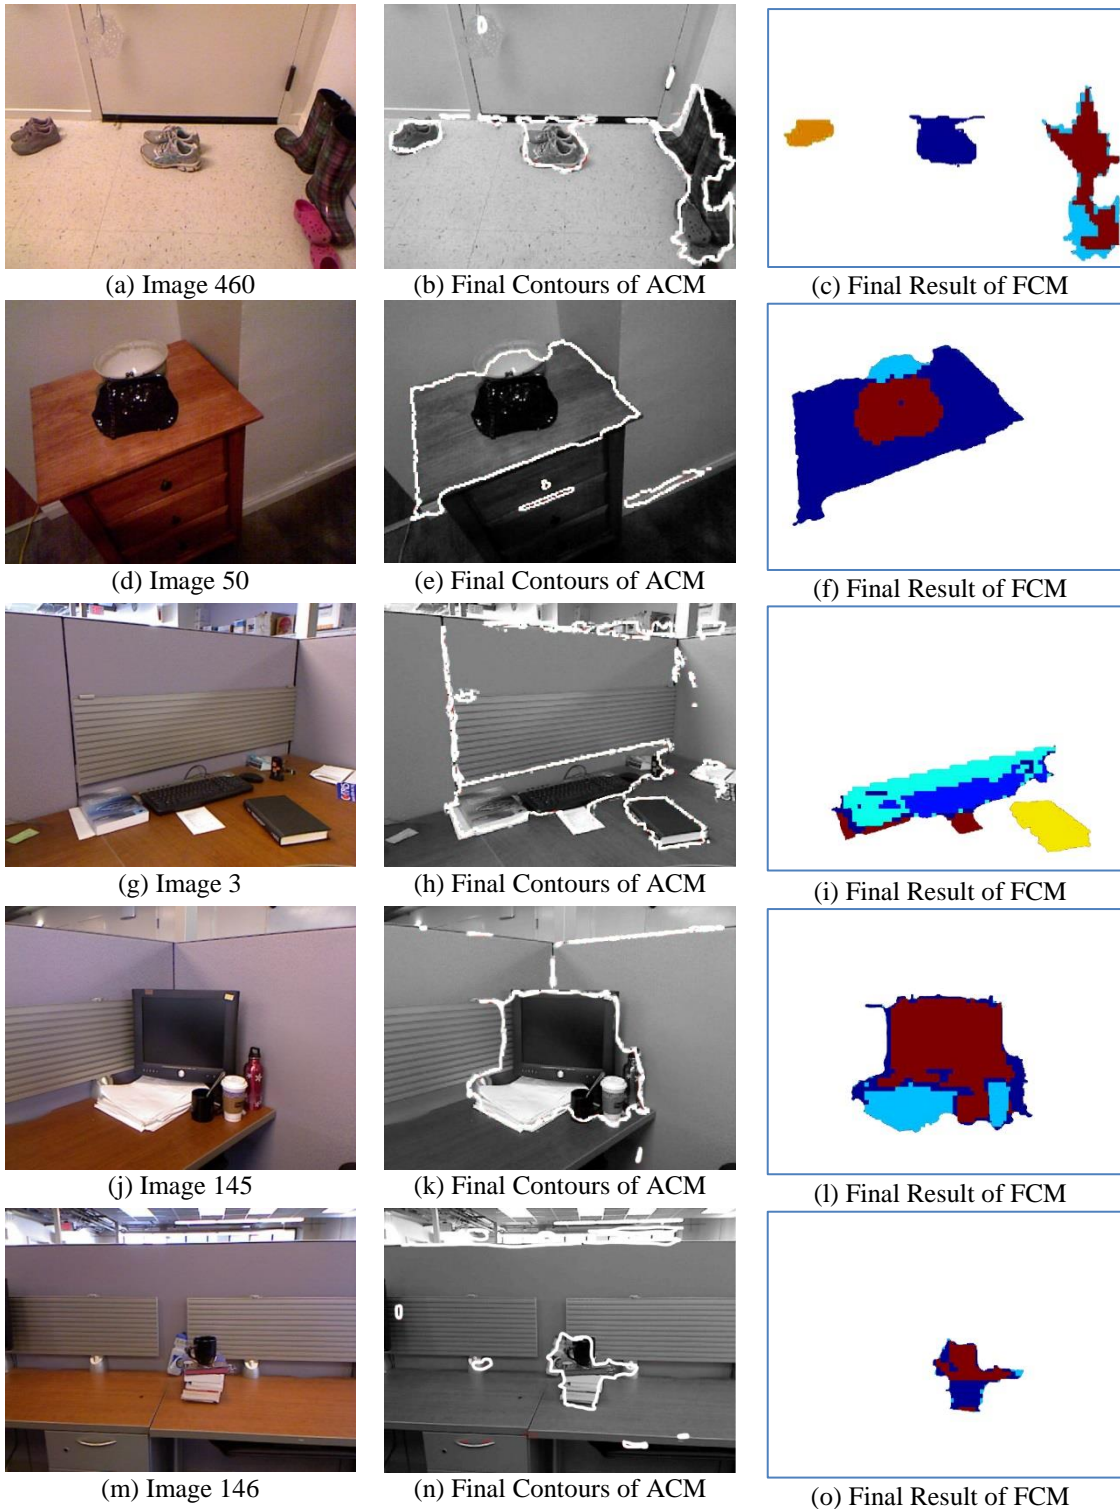 (a) Image 460
(b) Final Contours of ACM
(c) Final Result of FCM
(d) Image 50
(e) Final Contours of ACM
(f) Final Result of FCM
(g) Image 3
(h) Final Contours of ACM
(i) Final Result of FCM
(j) Image 145
(k) Final Contours of ACM
(l) Final Result of FCM
(m) Image 146
(n) Final Contours of ACM
(o) Final Result of FCM